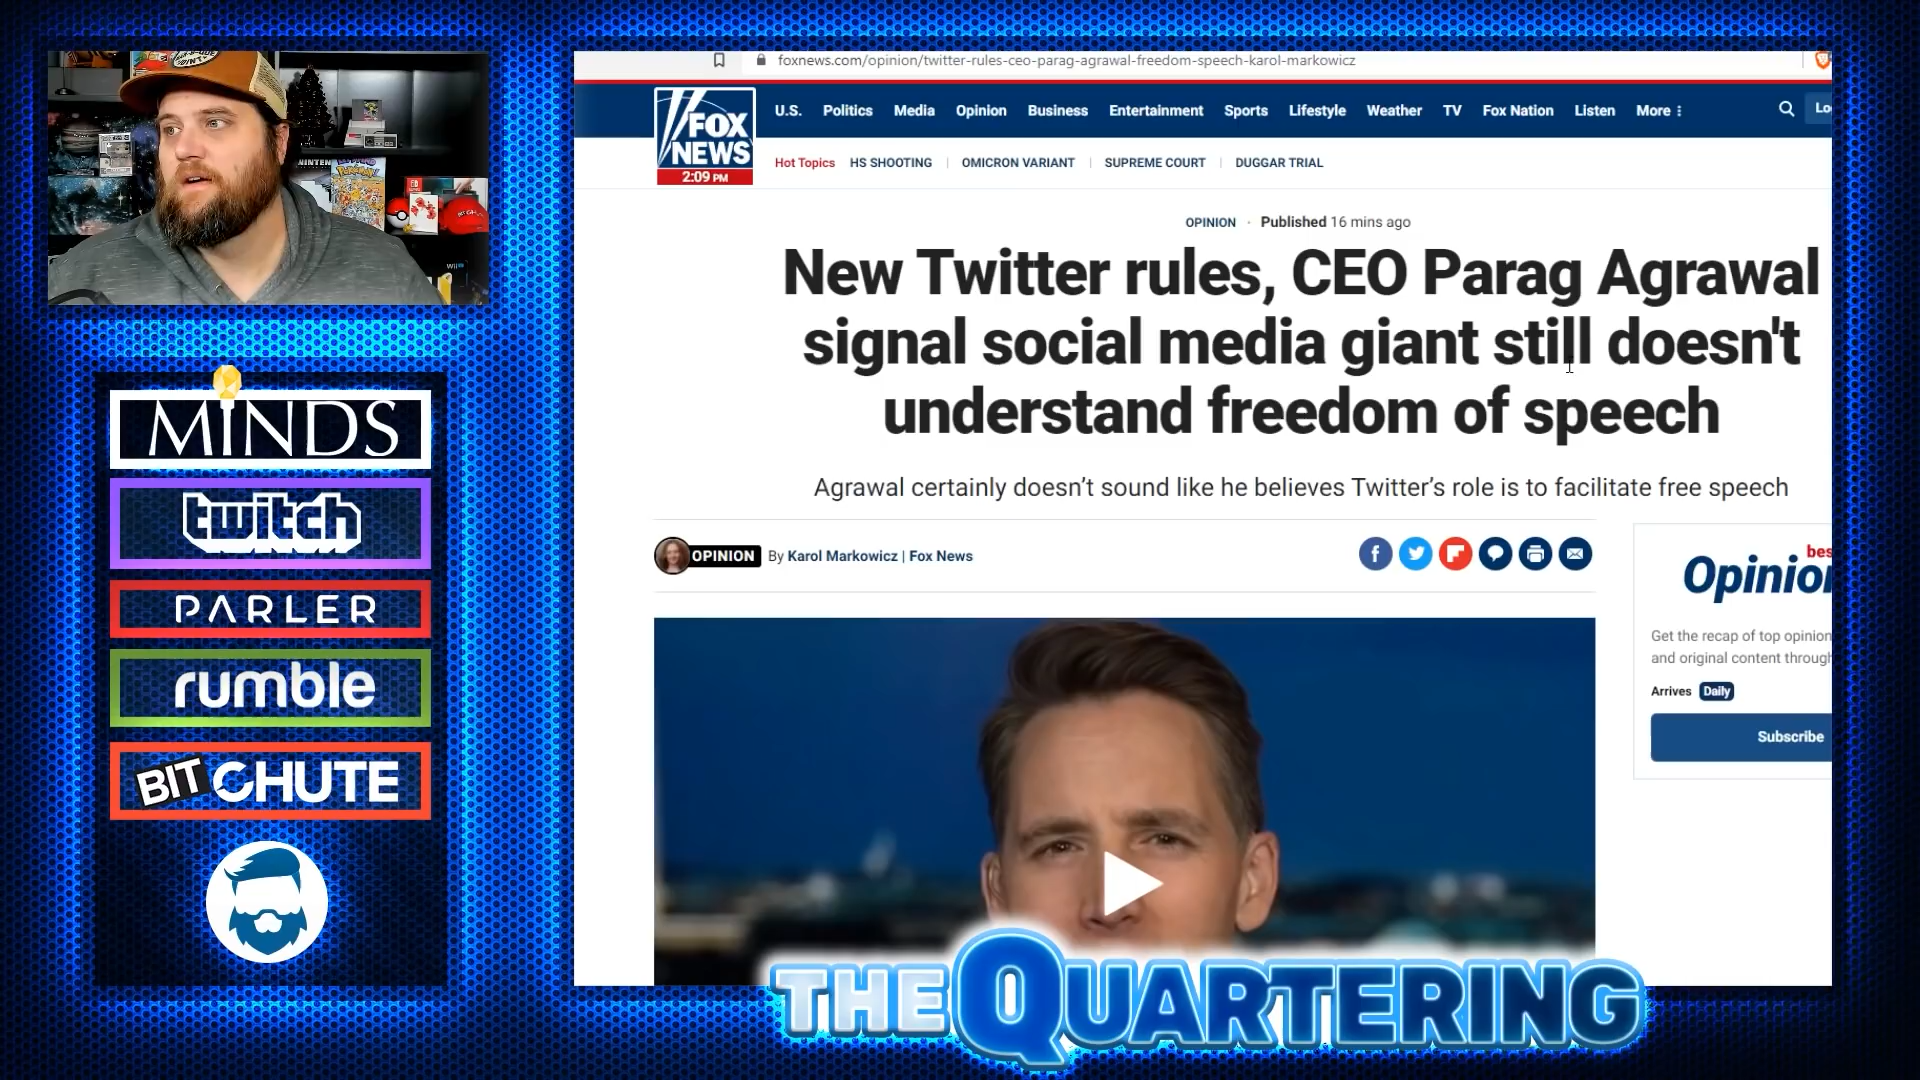 foxnews.com/opinion/twitter-rules-ceo-parag-agrawal-freedom-speech-karol-markowicz
FOX
NEWS
2:09 PM
U.S. Politics Media Opinion Business Entertainment Sports Lifestyle Weather TV Fox Nation Listen More
Hot Topics HS SHOOTING OMICRON VARIANT SUPREME COURT DUGGAR TRIAL
OPINION · Published 16 mins ago
New Twitter rules, CEO Parag Agrawal
signal social media giant still doesn't
understand freedom of speech
Agrawal certainly doesn’t sound like he believes Twitter’s role is to facilitate free speech
OPINION By Karol Markowicz | Fox News
Get the recap of top opinion
and original content
Arrives Daily
Subscribe
MINDS
twitch
PARLER
rumble
BITCHUTE
THE QUARTERING